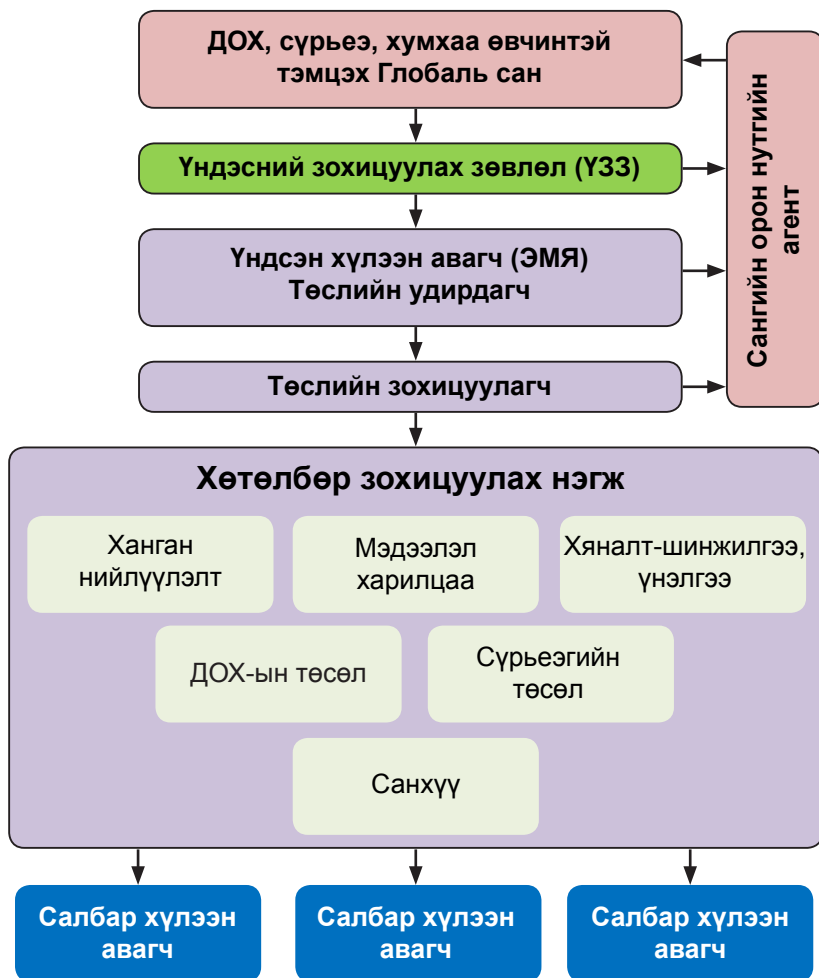 ДОХ, сүрьеэ, хумхаа өвчинтэй
тэмцэх Глобаль сан
Үндэсний зохицуулах зөвлөл (ҮЗЗ)
Үндсэн хүлээн авагч (ЭМЯ)
Төслийн удирдагч
Төслийн зохицуулагч
Сангийн орон нутгийн
агент
Хөтөлбөр зохицуулах нэгж
Ханган
нийлүүлэлт
Мэдээлэл
харилцаа
Хяналт-шинжилгээ,
үнэлгээ
ДОХ-ын төсөл
Сүрьеэгийн
төсөл
Санхүү
Салбар хүлээн
авагч
Салбар хүлээн
авагч
Салбар хүлээн
авагч